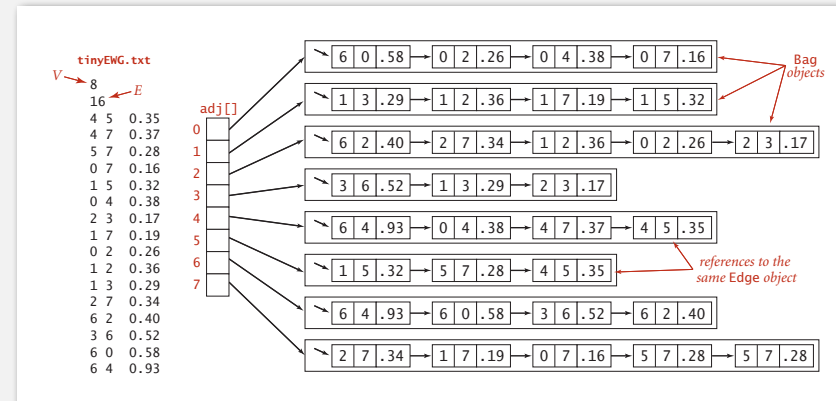 tinyEWG.txt
V
8
16
E
4 5 0.35
4 7 0.37
5 7 0.28
0 7 0.16
1 5 0.32
0 4 0.38
2 3 0.17
1 7 0.19
0 2 0.26
1 2 0.36
1 3 0.29
2 7 0.34
6 2 0.40
3 6 0.52
6 0 0.58
6 4 0.93
adj[]
0
1
2
3
4
5
6
7
6 0 .58 0 2 .26 0 4 .38 0 7 .16
1 3 .29 1 2 .36 1 7 .19 1 5 .32
6 2 .40 2 7 .34 1 2 .36 0 2 .26 2 3 .17
3 6 .52 1 3 .29 2 3 .17
6 4 .93 0 4 .38 4 7 .37 4 5 .35
1 5 .32 5 7 .28 4 5 .35
6 4 .93 6 0 .58 3 6 .52 6 2 .40
2 7 .34 1 7 .19 0 7 .16 5 7 .28 5 7 .28
Bag
objects
references to the
same Edge object